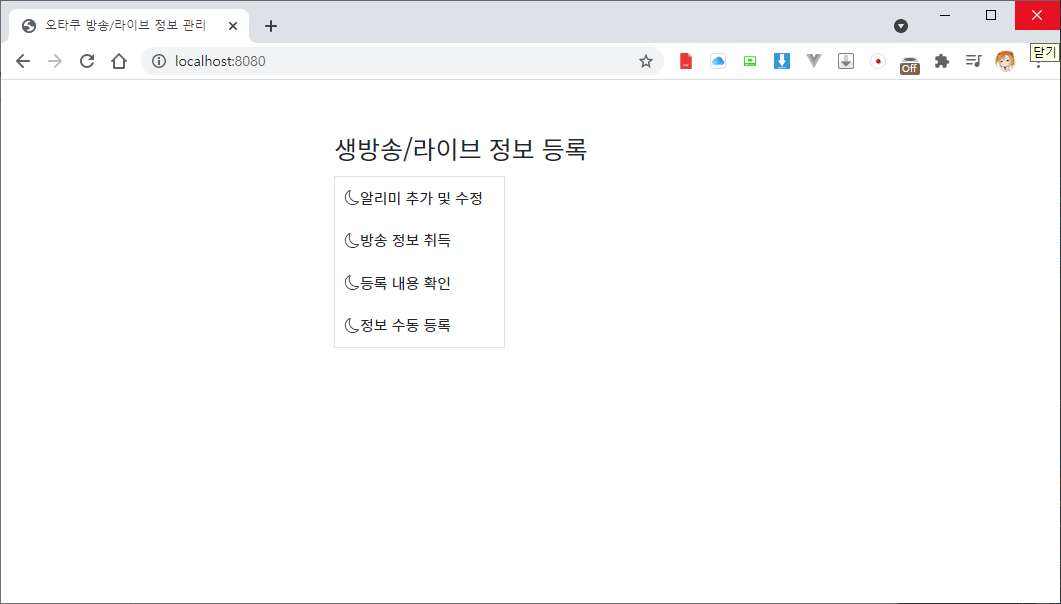 오타쿠 방송/라이브 정보 관리
localhost:8080
Off
닫기
생방송/라이브 정보 등록
알리미 추가 및 수정
방송 정보 취득
등록 내용 확인
정보 수동 등록